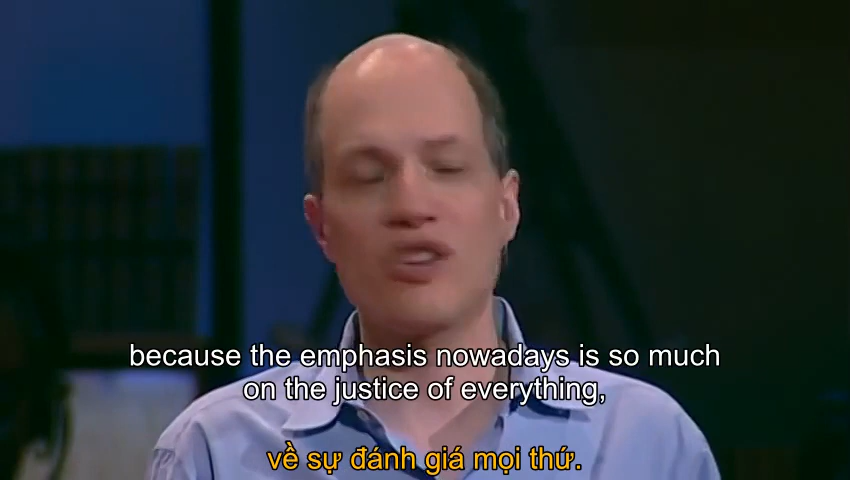 because the emphasis nowadays is so much
on the justice of everything,
về sự đánh giá mọi thứ.